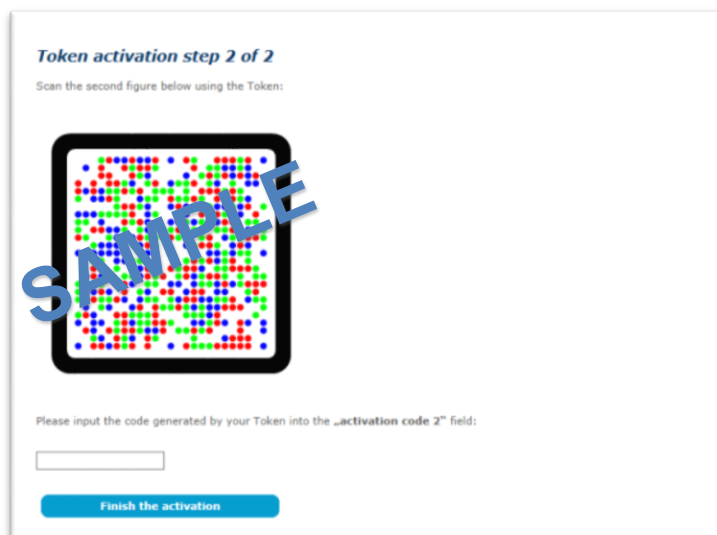 Token activation step 2 of 2
Scan the second figure below using the Token:
SAMPLE
Please input the code generated by your Token into the „activation code 2” field:
Finish the activation